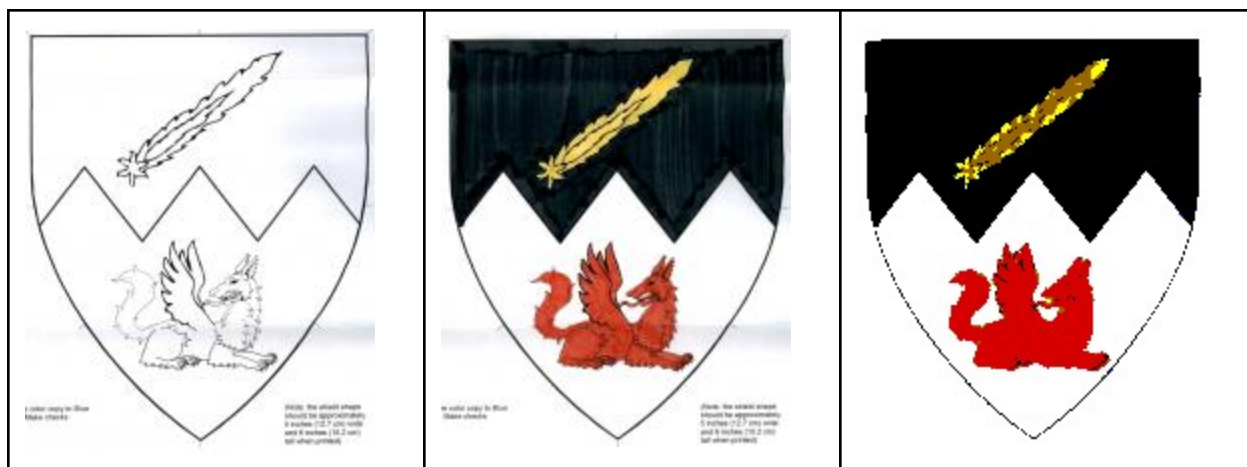 e color copy to Blue
Make checks
(Note: the shield shape
should be approximately
5 inches (12.7 cm) wide
and 6 inches (15.2 cm)
tall when printed)
e color copy to Blue
Make checks
(Note: the shield shape
should be approximately
5 inches (12.7 cm) wide
and 6 inches (15.2 cm)
tall when printed)